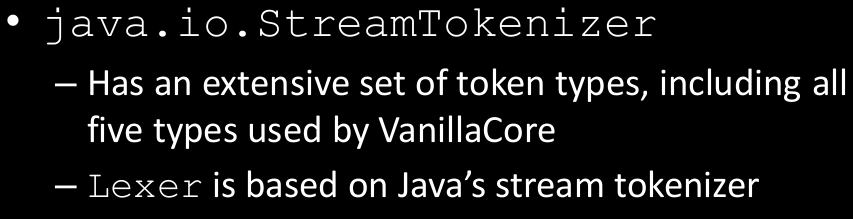 • java.io.StreamTokenizer
– Has an extensive set of token types, including all
five types used by VanillaCore
– Lexer is based on Java's stream tokenizer